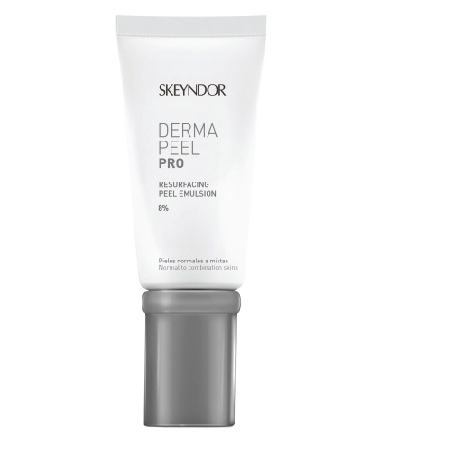 SKEYNDOR
DERMA
PEEL
PRO
RESURFACING
PEEL EMULSION
8%
Pieles normales a mixtas
Normal to combination skins